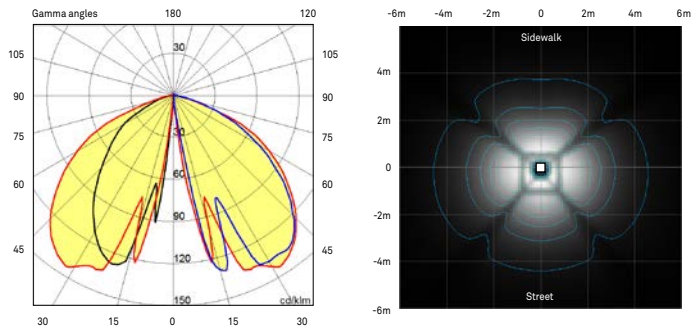 Gamma angles 180 120
105 105
90 90
75 75
60 60
45 45
30 15 0 15 30
30
30
60
90
120
150
cd/klm
-6m -2m 0 2m 6m
4m
2m
0
-2m
-4m
-6m
Sidewalk
Street